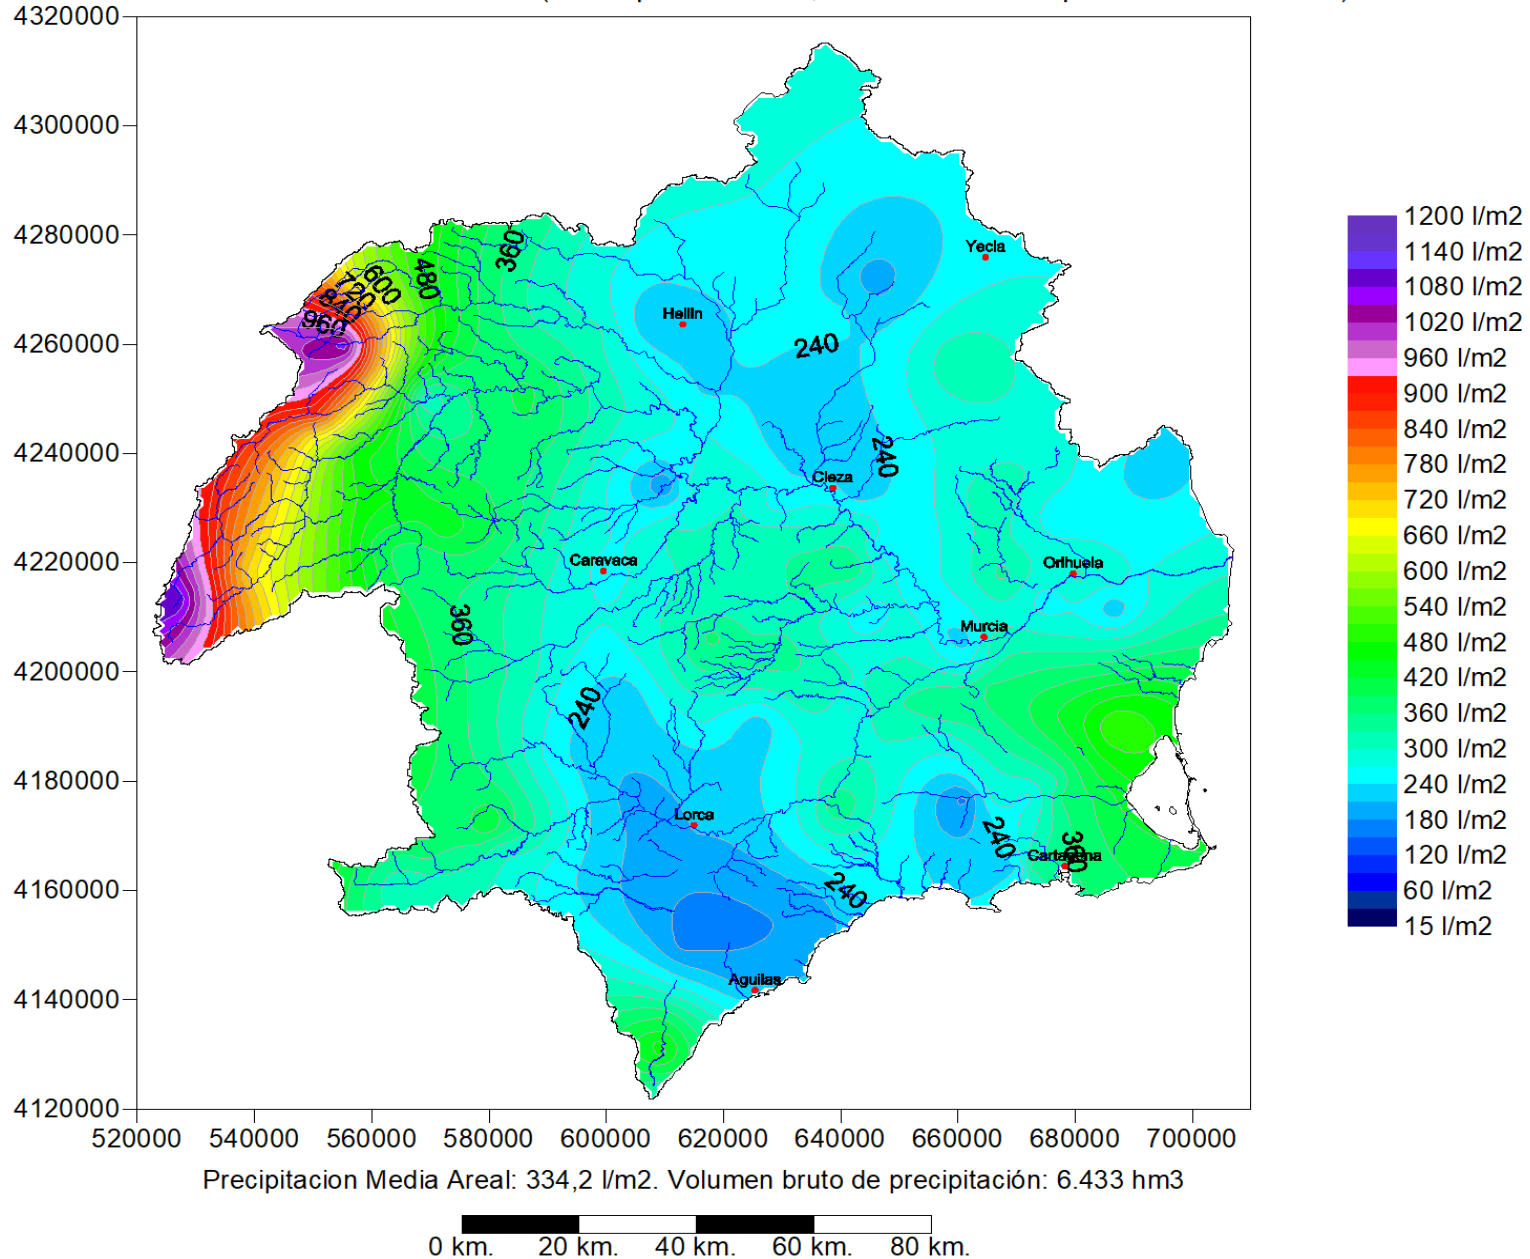 4320000
4300000
4280000
4260000
4240000
4220000
4200000
4180000
4160000
4140000
4120000
520000 540000 560000 580000 600000 620000 640000 660000 680000 700000
360
480
600
720
840
960
Yecla
Hellin
240
240
Cieza
Caravaca
Orihuela
360
Murcia
240
Lorca
240
360
Cartagena
240
Aguilas
1200 l/m2
1140 l/m2
1080 l/m2
1020 l/m2
960 l/m2
900 l/m2
840 l/m2
780 l/m2
720 l/m2
660 l/m2
600 l/m2
540 l/m2
480 l/m2
420 l/m2
360 l/m2
300 l/m2
240 l/m2
180 l/m2
120 l/m2
60 l/m2
15 l/m2
Precipitacion Media Areal: 334,2 l/m2. Volumen bruto de precipitación: 6.433 hm3
0 km. 20 km. 40 km. 60 km. 80 km.